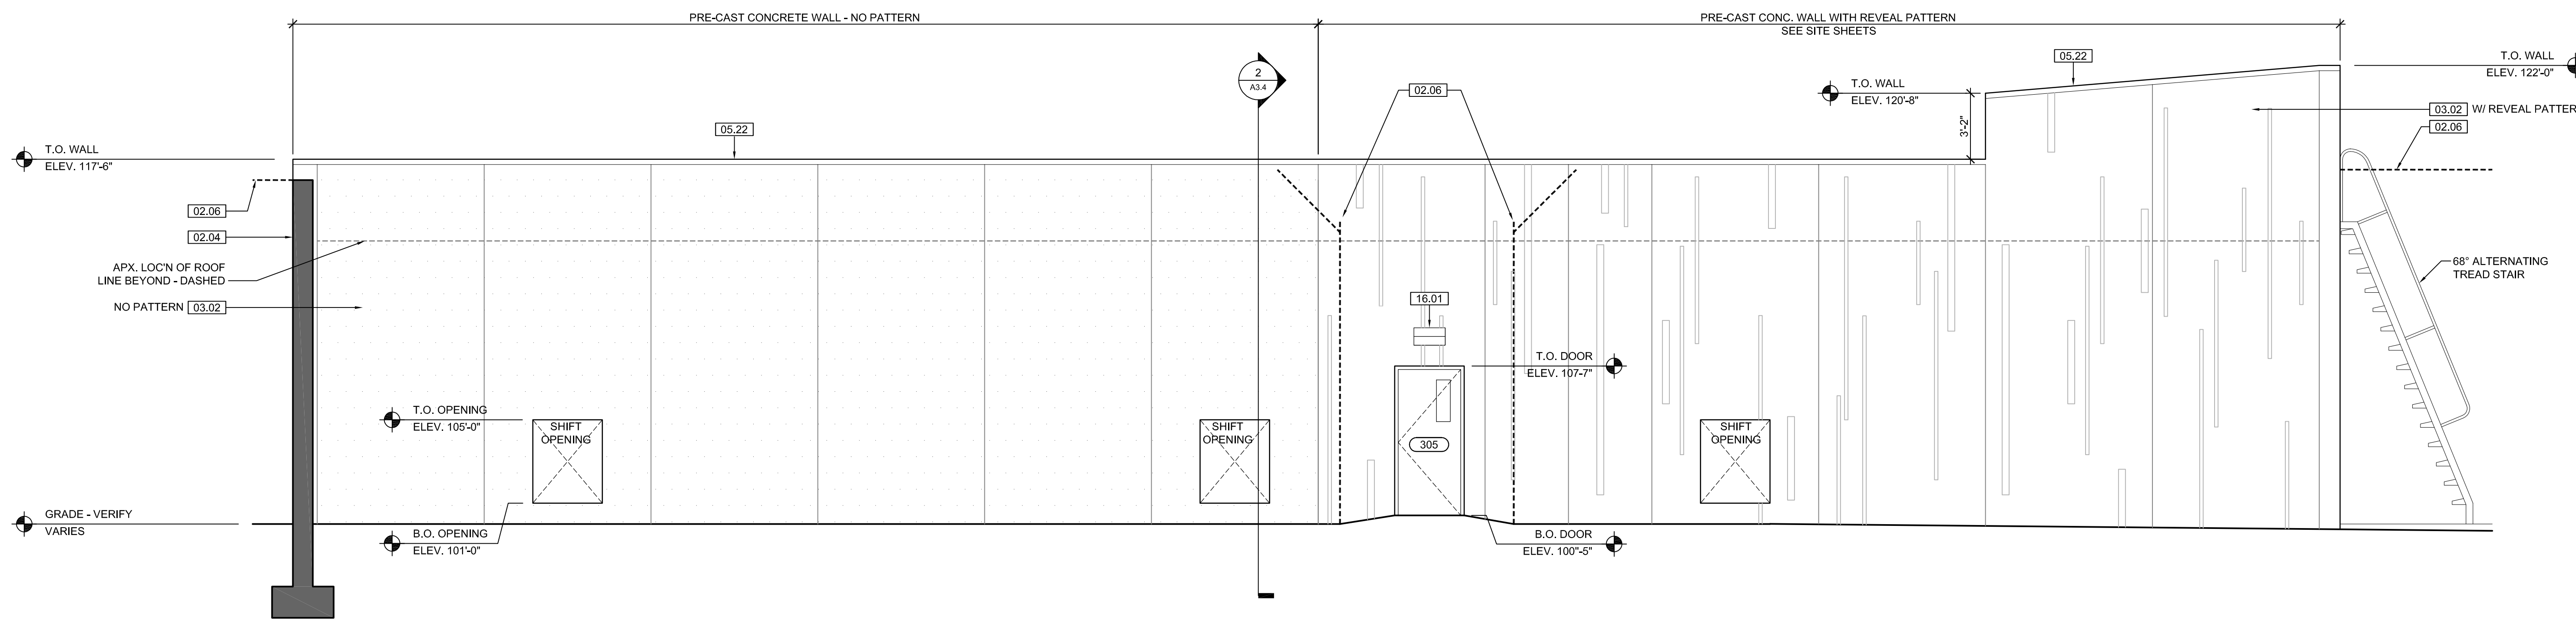 PRE-CAST CONCRETE WALL - NO PATTERN
PRE-CAST CONC. WALL WITH REVEAL PATTERN
SEE SITE SHEETS
2
A3.4
05.22
T.O. WALL
ELEV. 122'-0"
02.06
T.O. WALL
ELEV. 120'-8"
3'-2"
03.02 W/ REVEAL PATTER
02.06
05.22
T.O. WALL
ELEV. 117'-6"
02.06
02.04
APX. LOC'N OF ROOF
LINE BEYOND - DASHED
NO PATTERN 03.02
68° ALTERNATING
TREAD STAIR
16.01
T.O. DOOR
ELEV. 107-7"
T.O. OPENING
ELEV. 105'-0"
SHIFT
OPENING
SHIFT
OPENING
305
SHIFT
OPENING
GRADE - VERIFY
VARIES
B.O. OPENING
ELEV. 101'-0"
B.O. DOOR
ELEV. 100"-5"